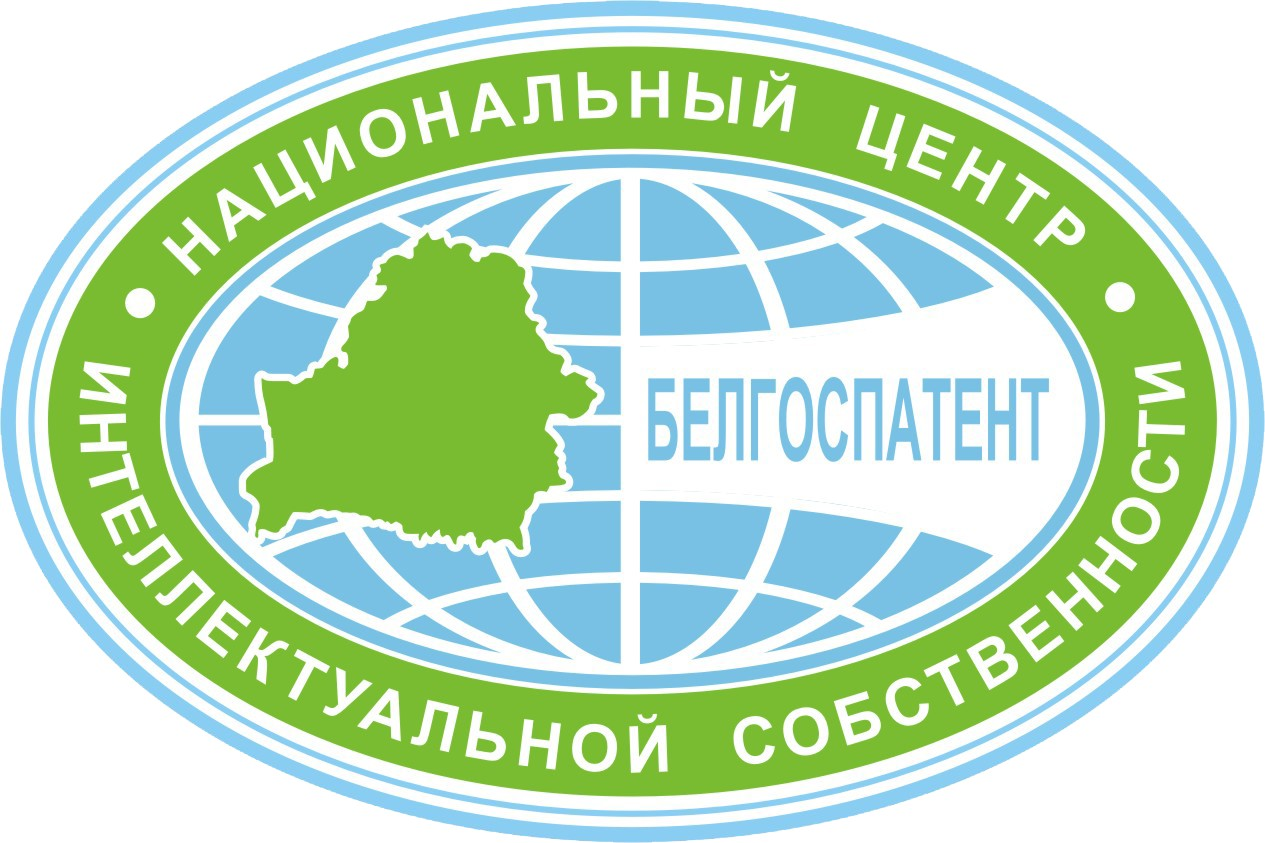 НАЦИОНАЛЬНЫЙ ЦЕНТР
ИНТЕЛЛЕКТУАЛЬНОЙ СОБСТВЕННОСТИ
БЕЛГОСПАТЕНТ